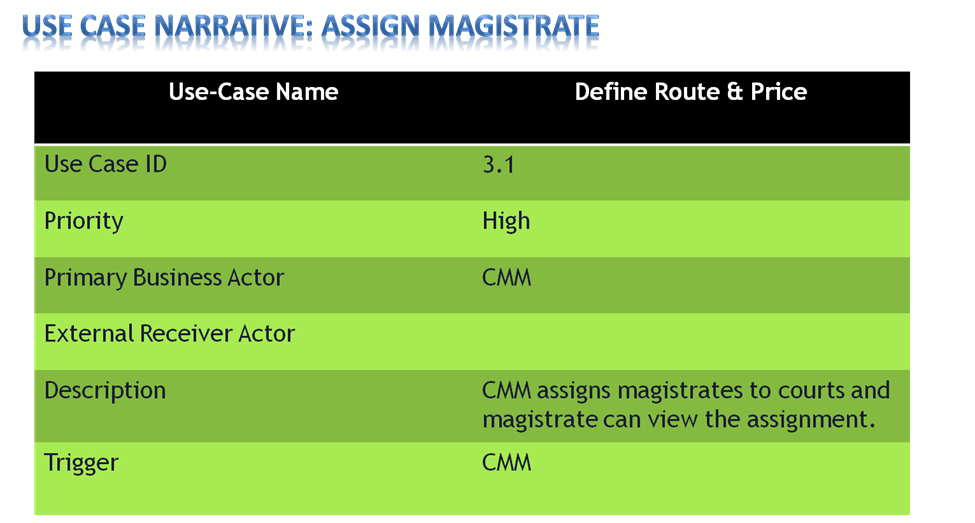 USE CASE NARRATIVE: ASSIGN MAGISTRATE
Use-Case Name Define Route & Price
Use Case ID 3.1
Priority High
Primary Business Actor CMM
External Receiver Actor
Description CMM assigns magistrates to courts and
magistrate can view the assignment.
Trigger CMM